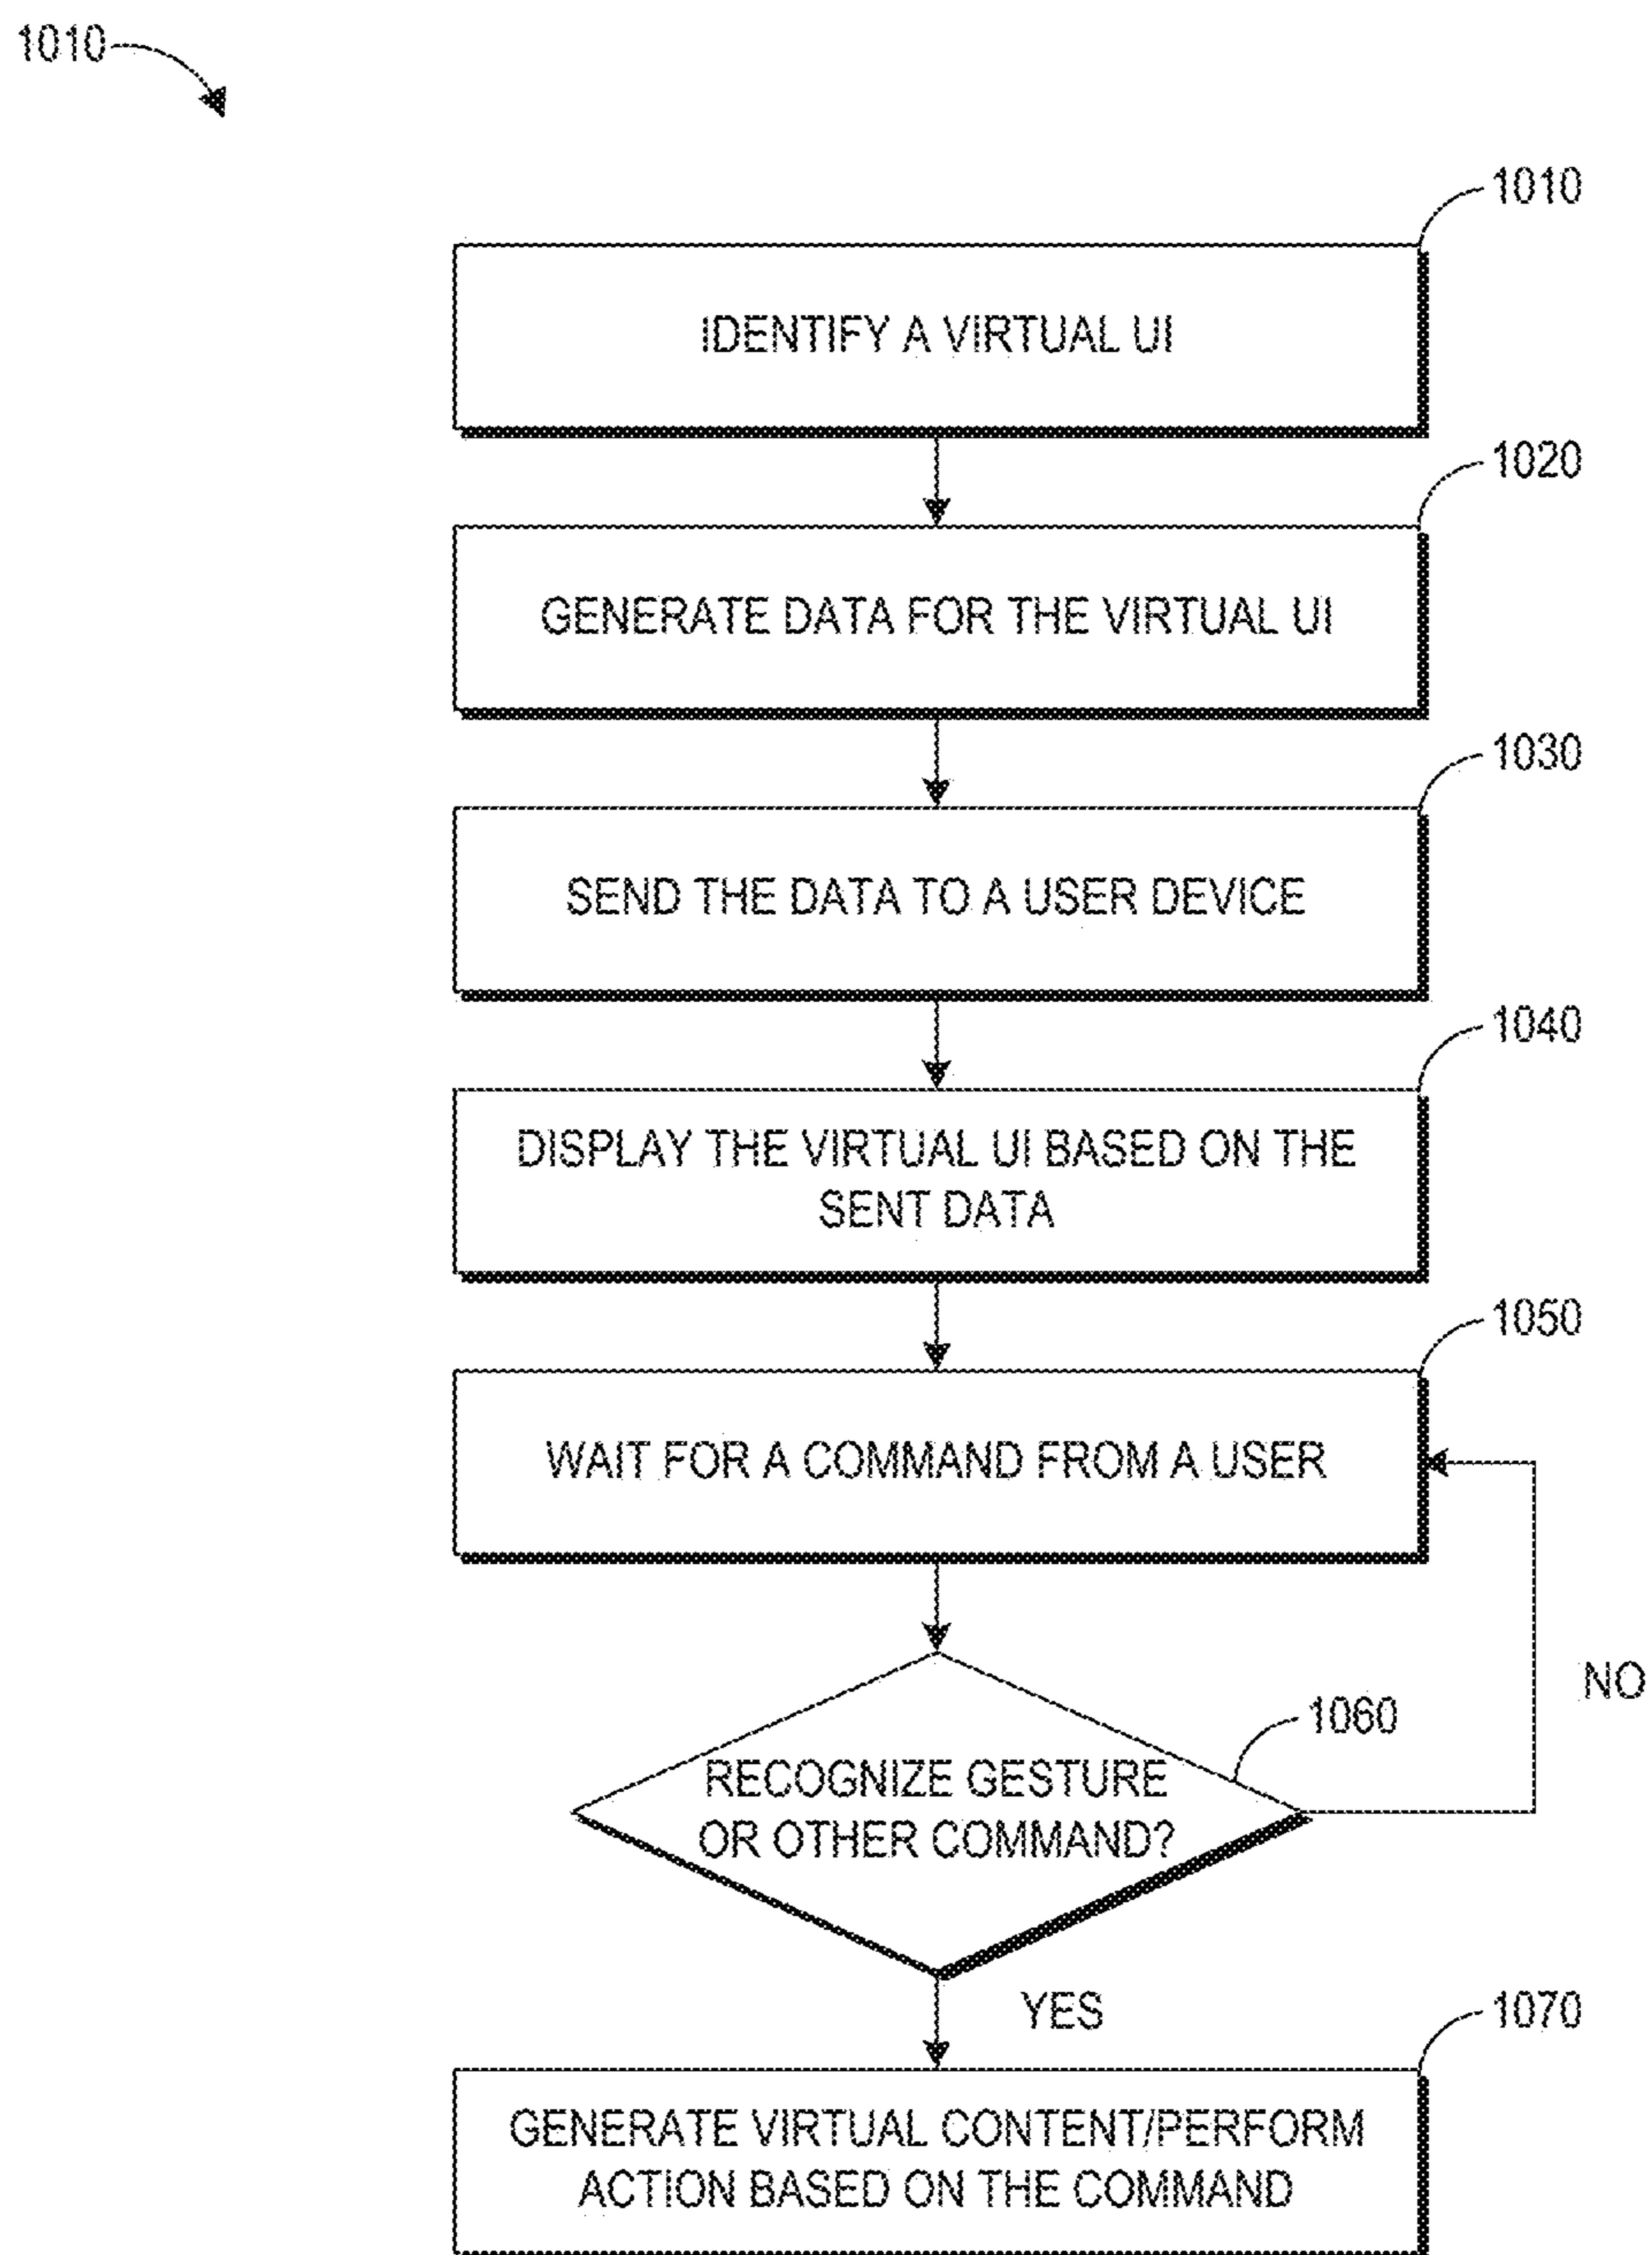 1010
1010
IDENTIFY A VIRTUAL UI
1020
GENERATE DATA FOR THE VIRTUAL UI
1030
SEND THE DATA TO A USER DEVICE
1040
DISPLAY THE VIRTUAL UI BASED ON THE
SENT DATA
1050
WAIT FOR A COMMAND FROM A USER
NO
1060
RECOGNIZE GESTURE
OR OTHER COMMAND?
YES
1070
GENERATE VIRTUAL CONTENT/PERFORM
ACTION BASED ON THE COMMAND